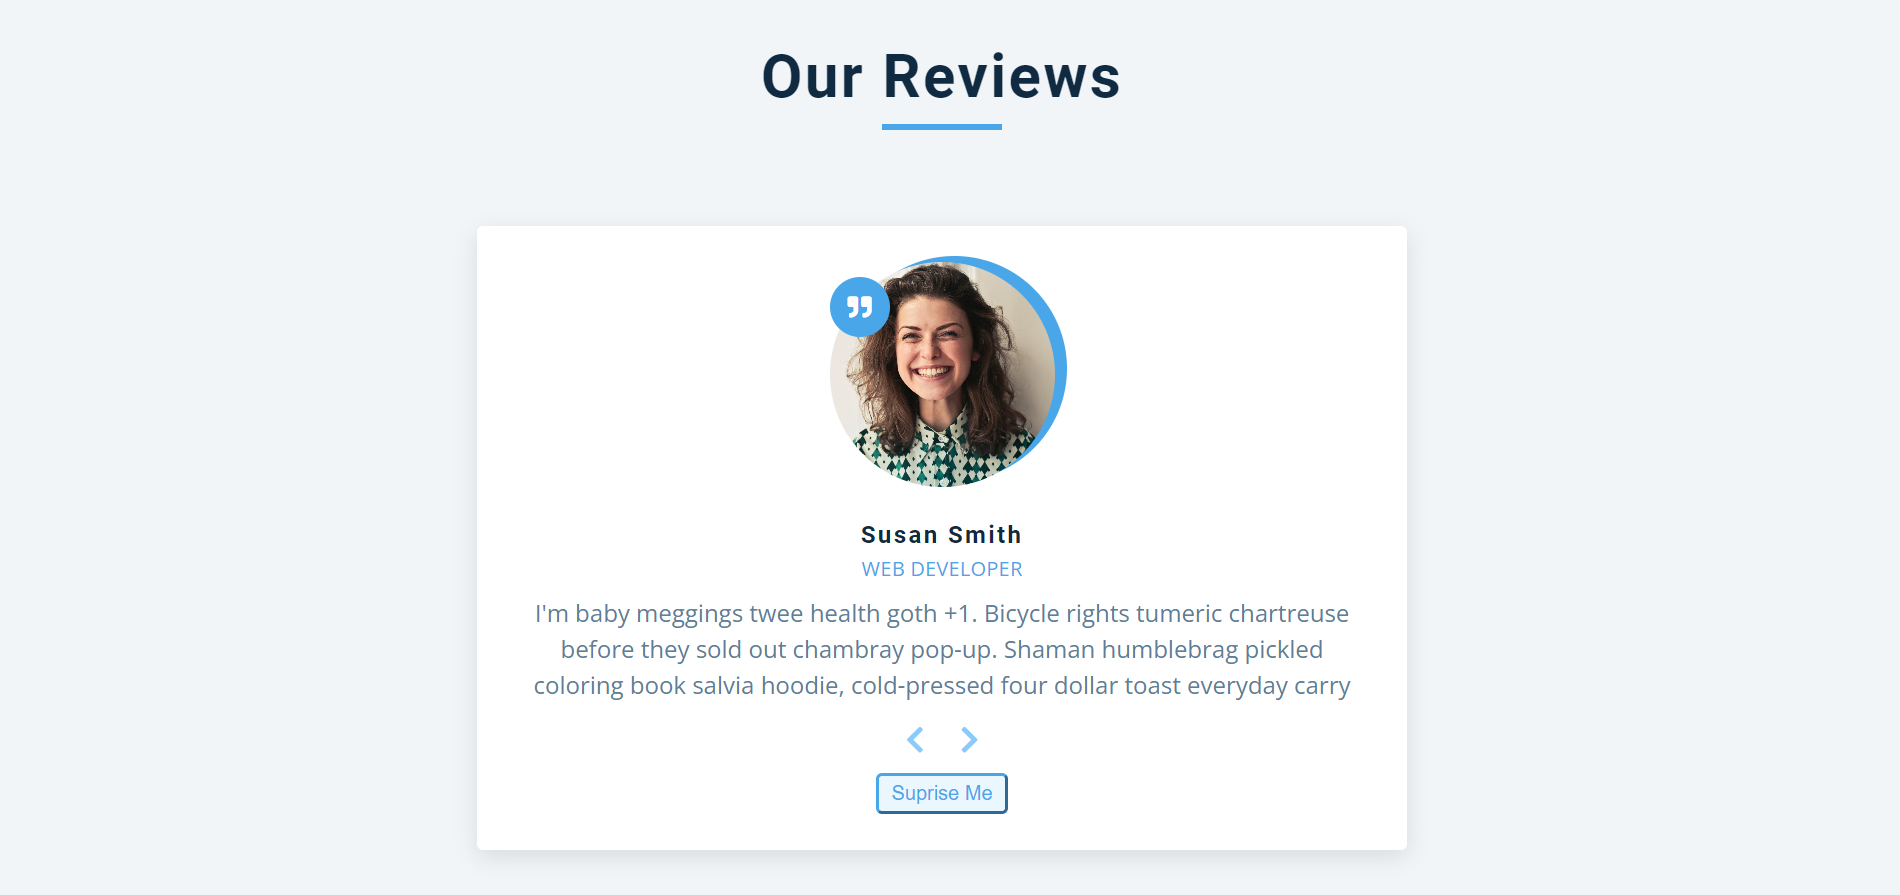 Our Reviews
Susan Smith
WEB DEVELOPER
I'm baby meggings twee health goth +1. Bicycle rights tumeric chartreuse
before they sold out chambray pop-up. Shaman humblebrag pickled
coloring book salvia hoodie, cold-pressed four dollar toast everyday carry
Suprise Me